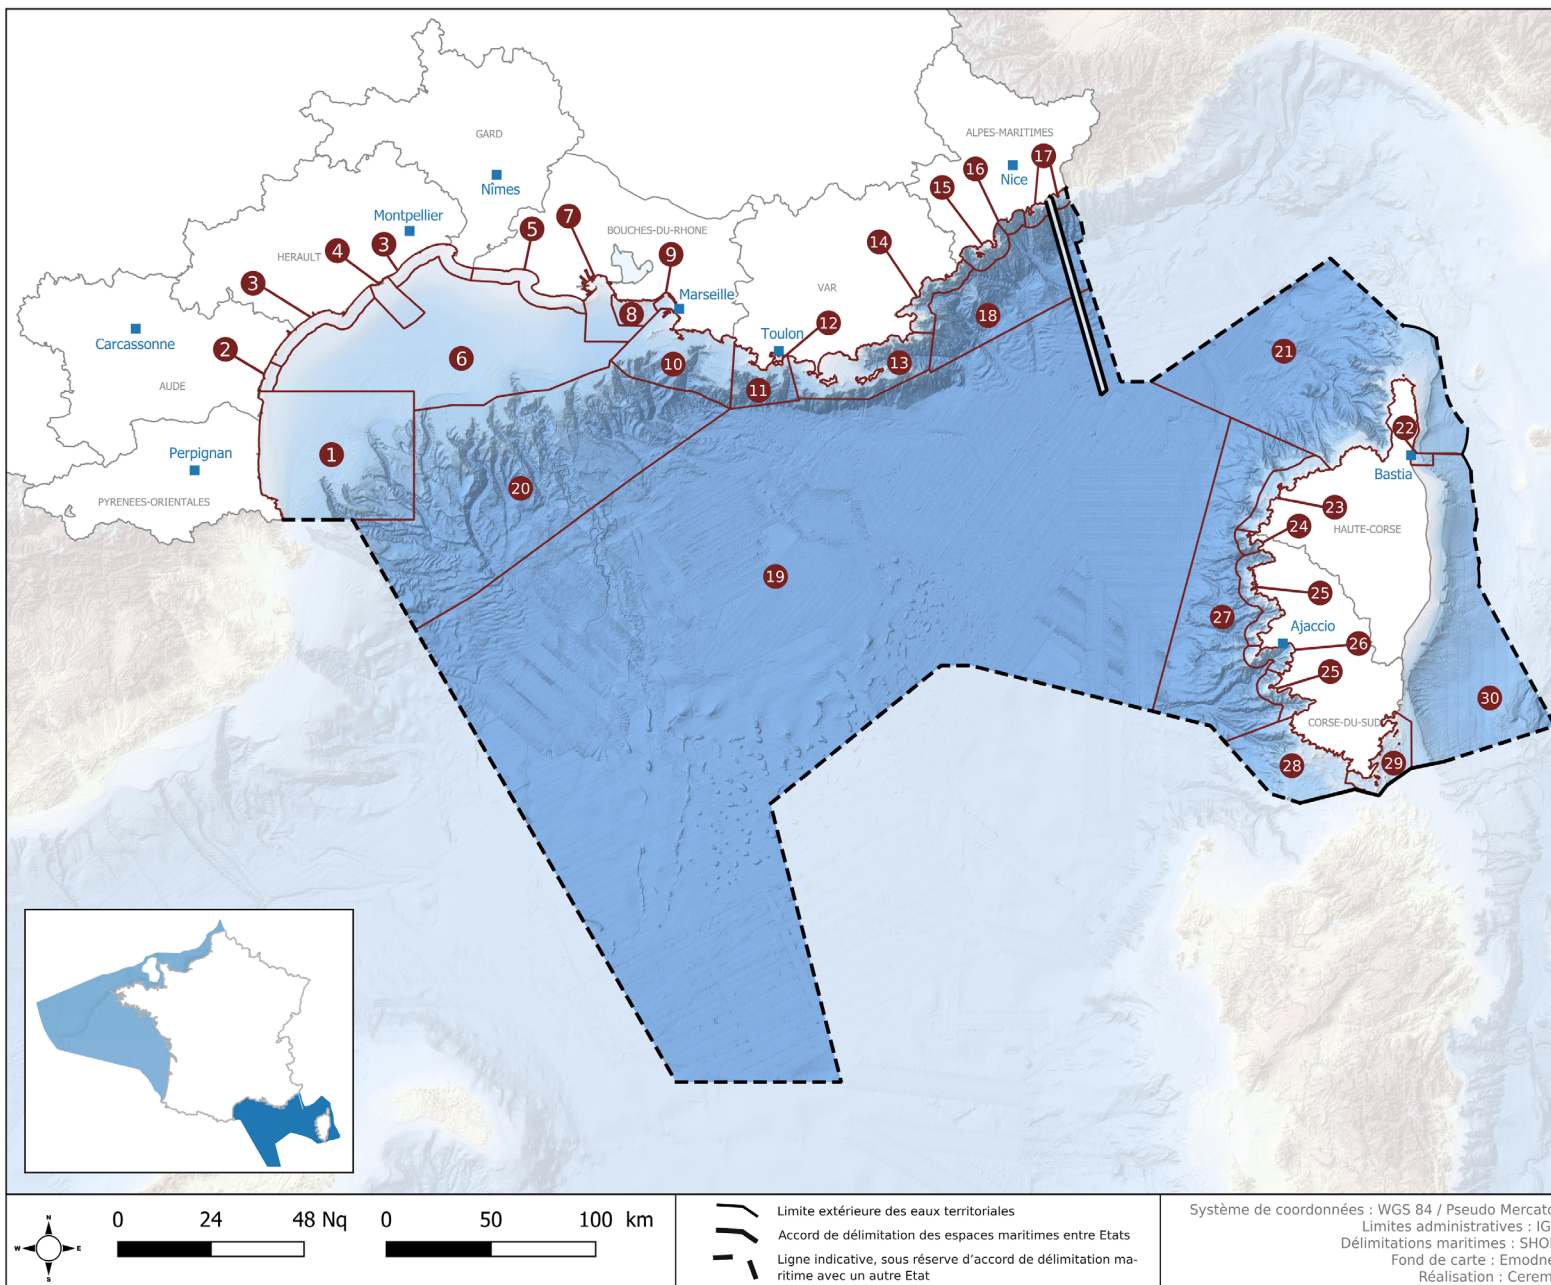 GARD
Nîmes
ALPES-MARITIMES
17
16
Nice
15
Montpellier
7
5
BOUCHES-DU-RHONE
HERAULT
4
3
9
14
3
Marseille
VAR
8
18
12
Toulon
Carcassonne
2
6
10
13
21
AUDE
11
22
Perpignan
1
Bastia
PYRENEES-ORIENTALES
20
23
24
HAUTE-CORSE
19
25
27
Ajaccio
26
25
30
CORSE-DU-SUD
28
29
N
W E
S
0 24 48 Nq
0 50 100 km
Limite extérieure des eaux territoriales
Accord de délimitation des espaces maritimes entre Etats
Ligne indicative, sous réserve d'accord de délimitation ma-
ritime avec un autre Etat
Système de coordonnées : WGS 84 / Pseudo Mercato
Limites administratives : IG
Délimitations maritimes : SHO
Fond de carte : Emodne
Réalisation : Cerem